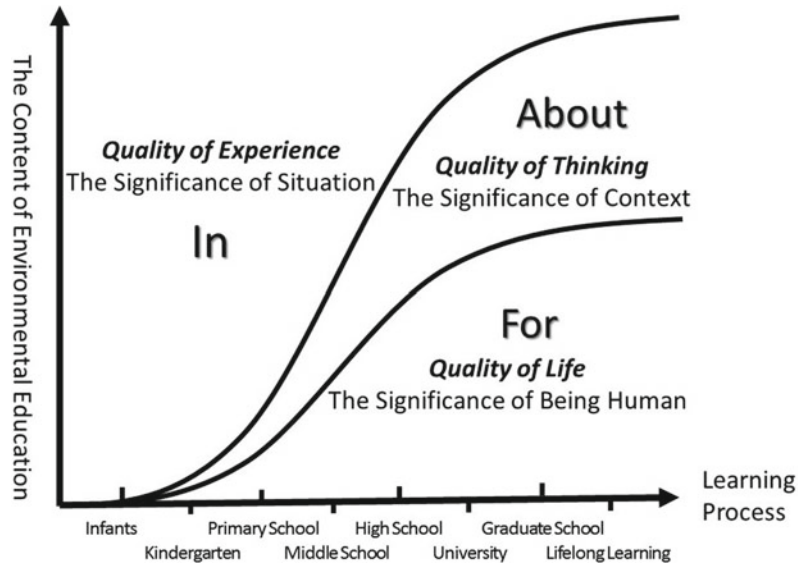 The Content of Environmental Education
Quality of Experience
The Significance of Situation
In
About
Quality of Thinking
The Significance of Context
For
Quality of Life
The Significance of Being Human
Learning
Process
Infants
Kindergarten
Primary School
Middle School
High School
University
Graduate School
Lifelong Learning